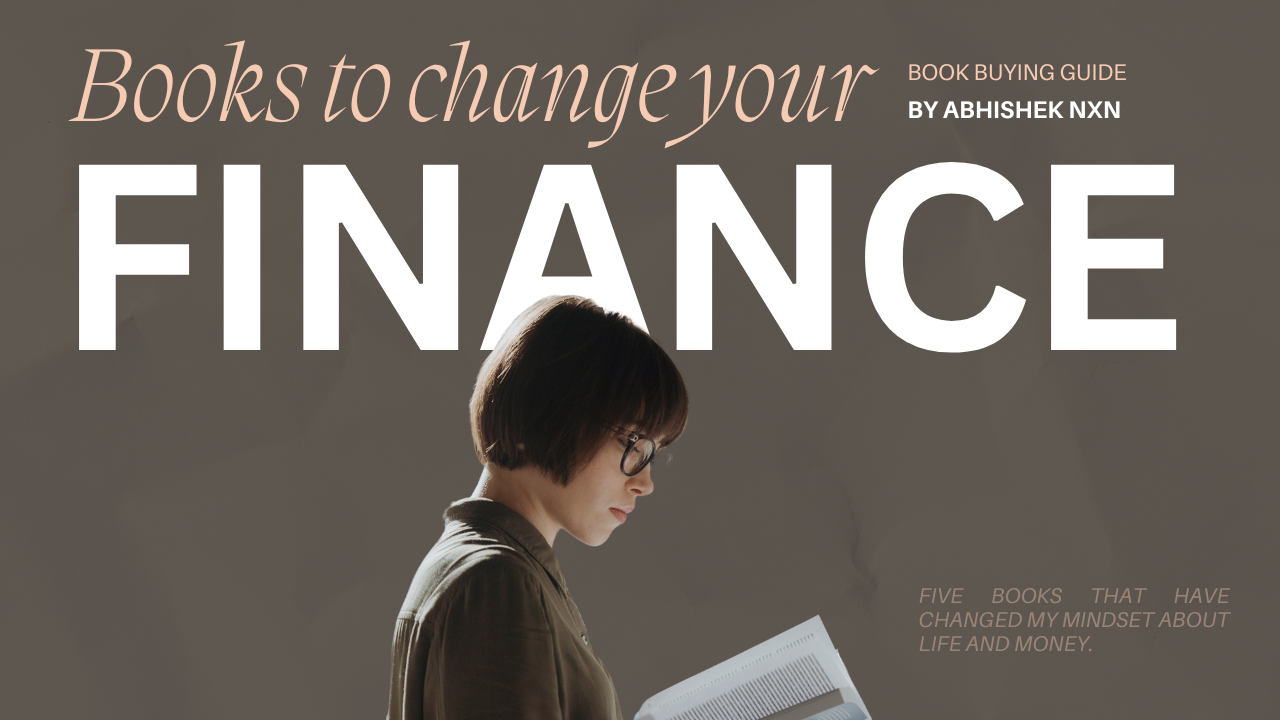 Books to change your
BOOK BUYING GUIDE
BY ABHISHEK NXN
FINANCE
FIVE BOOKS THAT HAVE
CHANGED MY MINDSET ABOUT
LIFE AND MONEY.